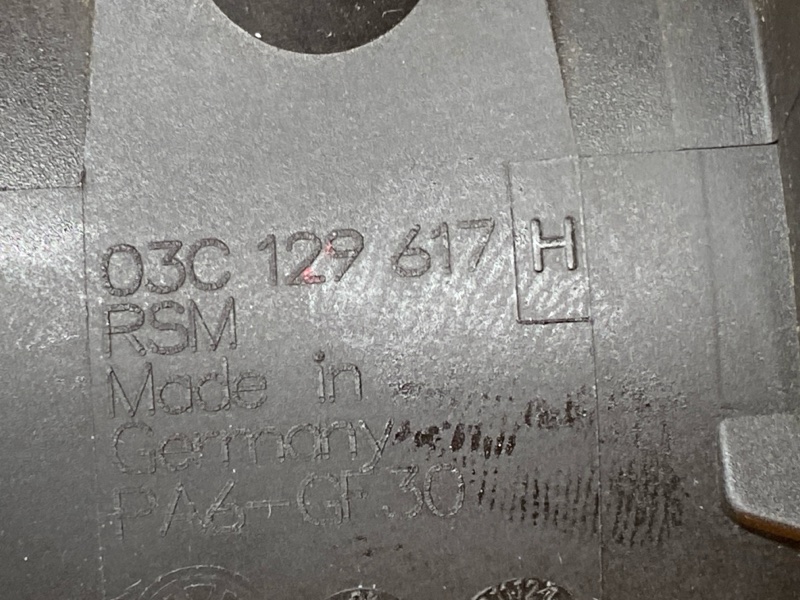 03C 129 617 H
RSM
Made in
Germany
PA6-GF30